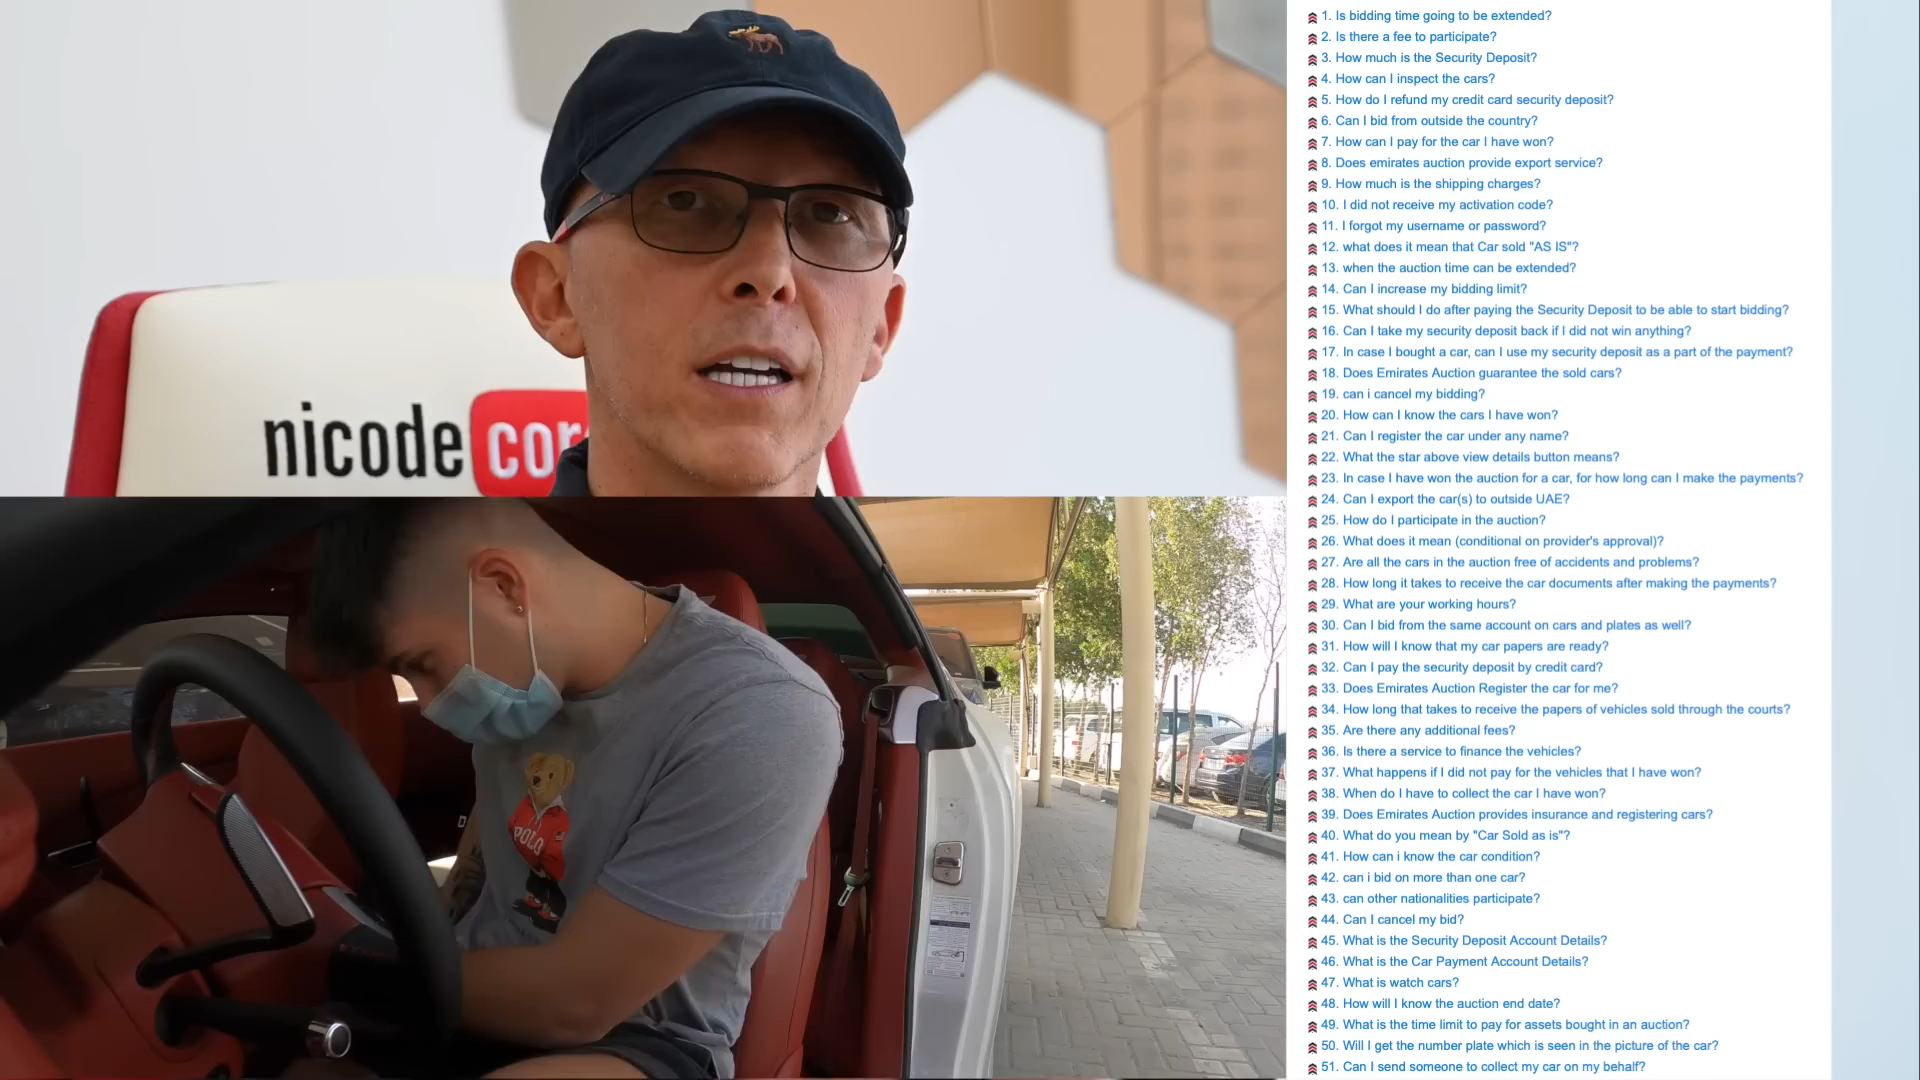 nicode
POLO
1. Is bidding time going to be extended?
2. Is there a fee to participate?
3. How much is the Security Deposit?
4. How can I inspect the cars?
5. How do I refund my credit card security deposit?
6. Can I bid from outside the country?
7. How can I pay for the car I have won?
8. Does emirates auction provide export service?
9. How much is the shipping charges?
10. I did not receive my activation code?
11. I forgot my username or password?
12. what does it mean that Car sold "AS IS"?
13. when the auction time can be extended?
14. Can I increase my bidding limit?
15. What should I do after paying the Security Deposit to be able to start bidding?
16. Can I take my security deposit back if I did not win anything?
17. In case I bought a car, can I use my security deposit as a part of the payment?
18. Does Emirates Auction guarantee the sold cars?
19. can i cancel my bidding?
20. How can I know the cars I have won?
21. Can I register the car under any name?
22. What the star above view details button means?
23. In case I have won the auction for a car, for how long can I make the payments?
24. Can I export the car(s) to outside UAE?
25. How do I participate in the auction?
26. What does it mean (conditional on provider's approval)?
27. Are all the cars in the auction free of accidents and problems?
28. How long it takes to receive the car documents after making the payments?
29. What are your working hours?
30. Can I bid from the same account on cars and plates as well?
31. How will I know that my car papers are ready?
32. Can I pay the security deposit by credit card?
33. Does Emirates Auction Register the car for me?
34. How long that takes to receive the papers of vehicles sold through the courts?
35. Are there any additional fees?
36. Is there a service to finance the vehicles?
37. What happens if I did not pay for the vehicles that I have won?
38. When do I have to collect the car I have won?
39. Does Emirates Auction provides insurance and registering cars?
40. What do you mean by "Car Sold as is"?
41. How can i know the car condition?
42. can i bid on more than one car?
43. can other nationalities participate?
44. Can I cancel my bid?
45. What is the Security Deposit Account Details?
46. What is the Car Payment Account Details?
47. What is watch cars?
48. How will I know the auction end date?
49. What is the time limit to pay for assets bought in an auction?
50. Will I get the number plate which is seen in the picture of the car?
51. Can I send someone to collect my car on my behalf?